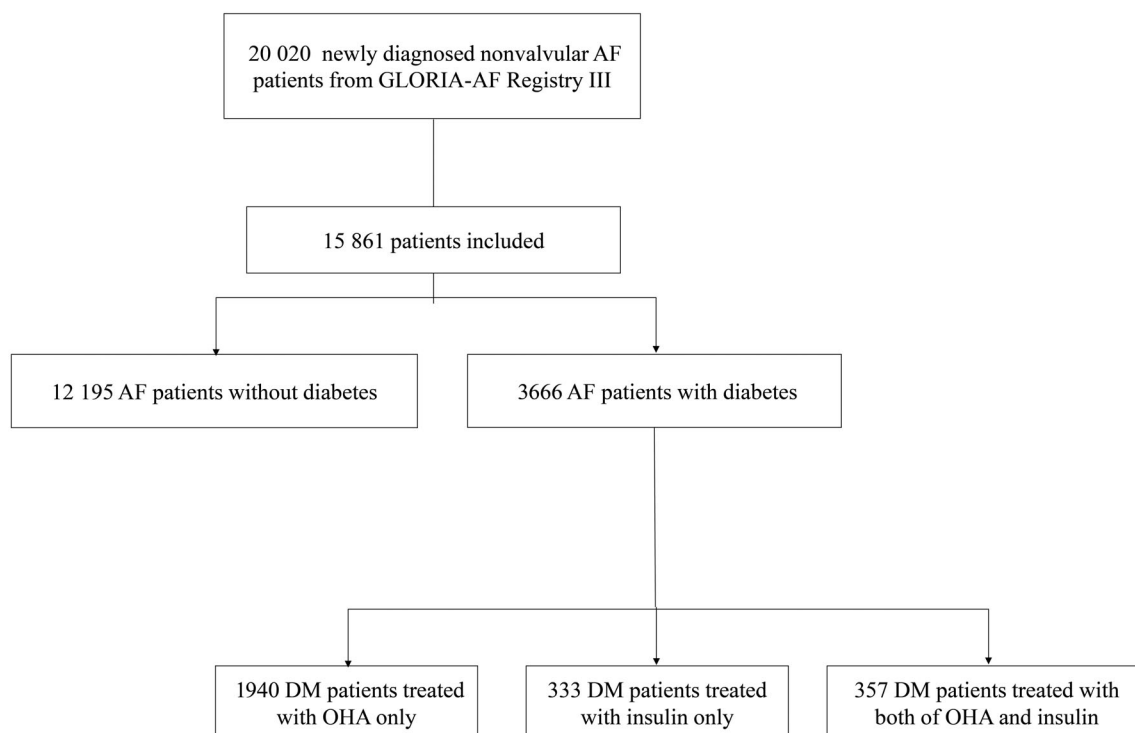 20 020 newly diagnosed nonvalvular AF
patients from GLORIA-AF Registry III
15 861 patients included
12 195 AF patients without diabetes
3666 AF patients with diabetes
1940 DM patients treated
with OHA only
333 DM patients treated
with insulin only
357 DM patients treated with
both of OHA and insulin